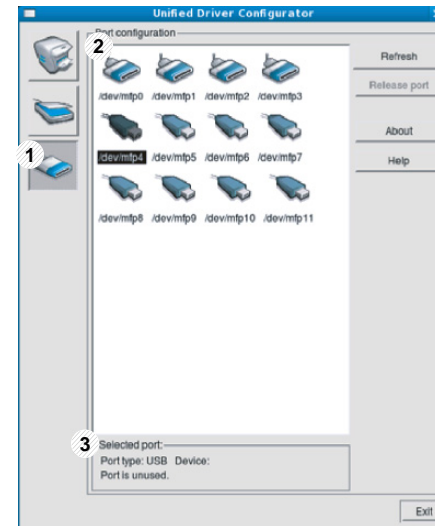 Unified Driver Configurator
2
Port configuration
Refresh
/dev/mfp0 /dev/mfp1 /dev/mfp2 /dev/mfp3
Release port
About
1
/dev/mfp4 /dev/mfp5 /dev/mfp6 /dev/mfp7
Help
/dev/mfp8 /dev/mfp9 /dev/mfp10 /dev/mfp11
3
Selected port:
Port type: USB Device:
Port is unused.
Exit